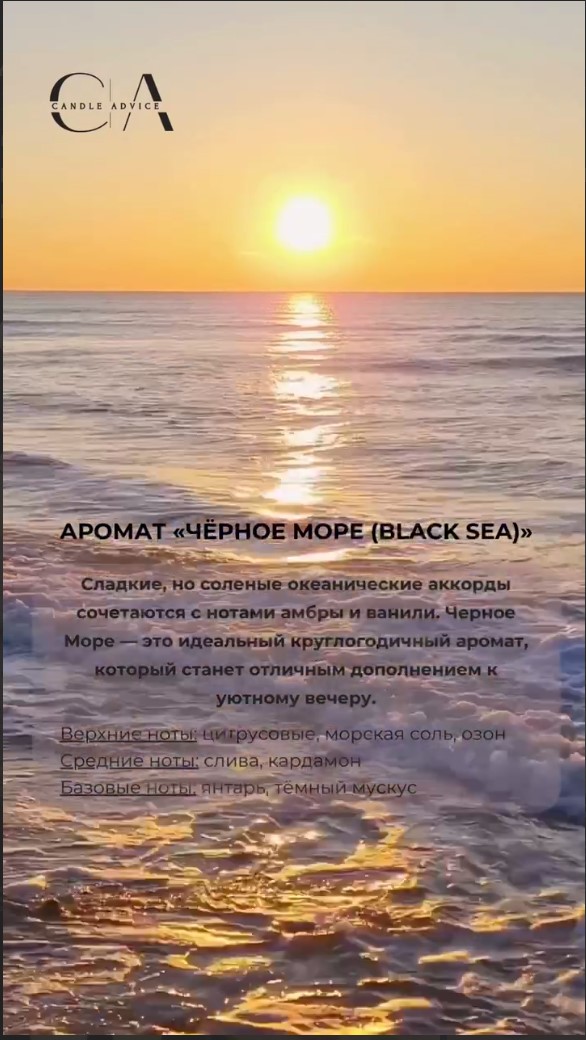 CANDLE ADVICE
АРОМАТ «ЧЁРНОЕ МОРЕ (BLACK SEA)»
Сладкие, но соленые океанические аккорды
сочетаются с нотами амбры и ванили. Черное
Море — это идеальный круглогодичный аромат,
который станет отличным дополнением к
уютному вечеру.
Верхние ноты: цитрусовые, морская соль, озон
Средние ноты: слива, кардамон
Базовые ноты: янтарь, тёмный мускус